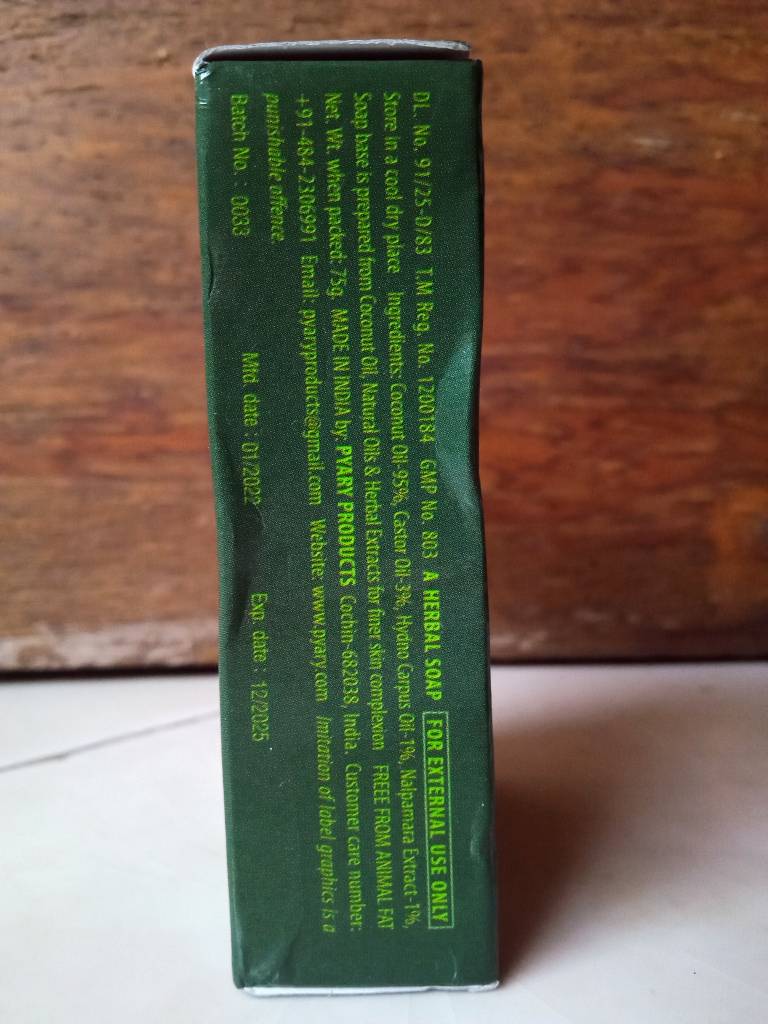 DL. No. 91/25-D/83 T.M Reg. No. 1200184 GMP No. 803 A HERBAL SOAP FOR EXTERNAL USE ONLY
Store in a cool dry place Ingredients: Coconut Oil-95%, Castor Oil-3%, Hydno Carpus Oil-1%, Nalpamara Extract-1%,
Soap base is prepared from Coconut Oil, Natural Oils & Herbal Extracts for finer skin complexion FREEE FROM ANIMAL FAT
Net. Wt. when packed: 75g. MADE IN INDIA by: PYARY PRODUCTS Cochin-682038, India. Customer care number:
+91-484-2306991 Email: pyaryproducts@gmail.com Website: www.pyary.com Imitation of label graphics is a
punishable offence.
Batch No. : 0033 Mfd. date : 01/2022 Exp. date : 12/2025